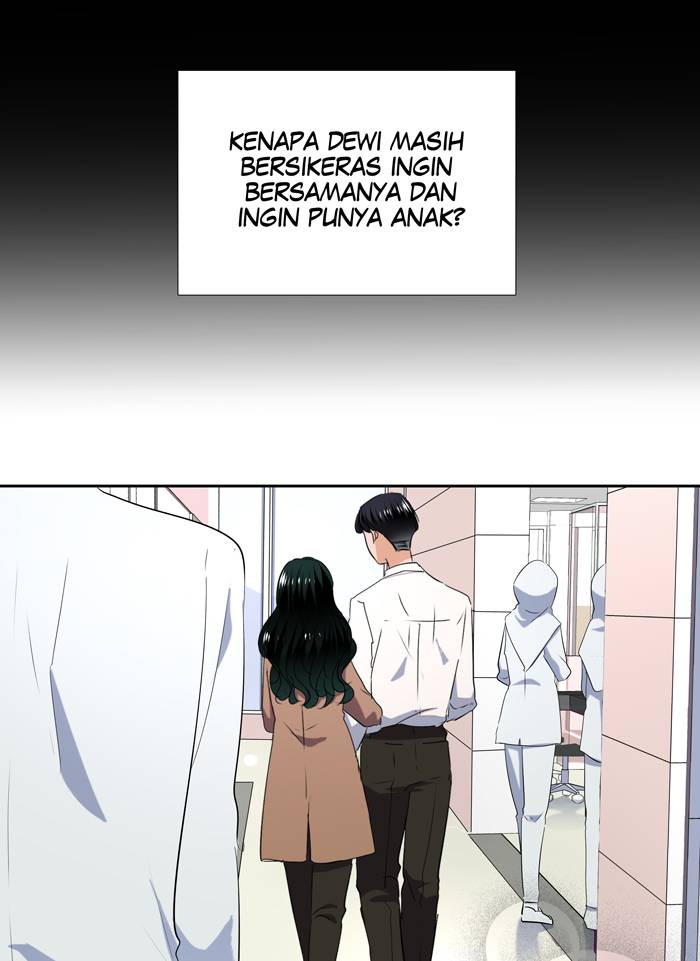 KENAPA DEWI MASIH
BERSIKERAS INGIN
BERSAMANYA DAN
INGIN PUNYA ANAK?